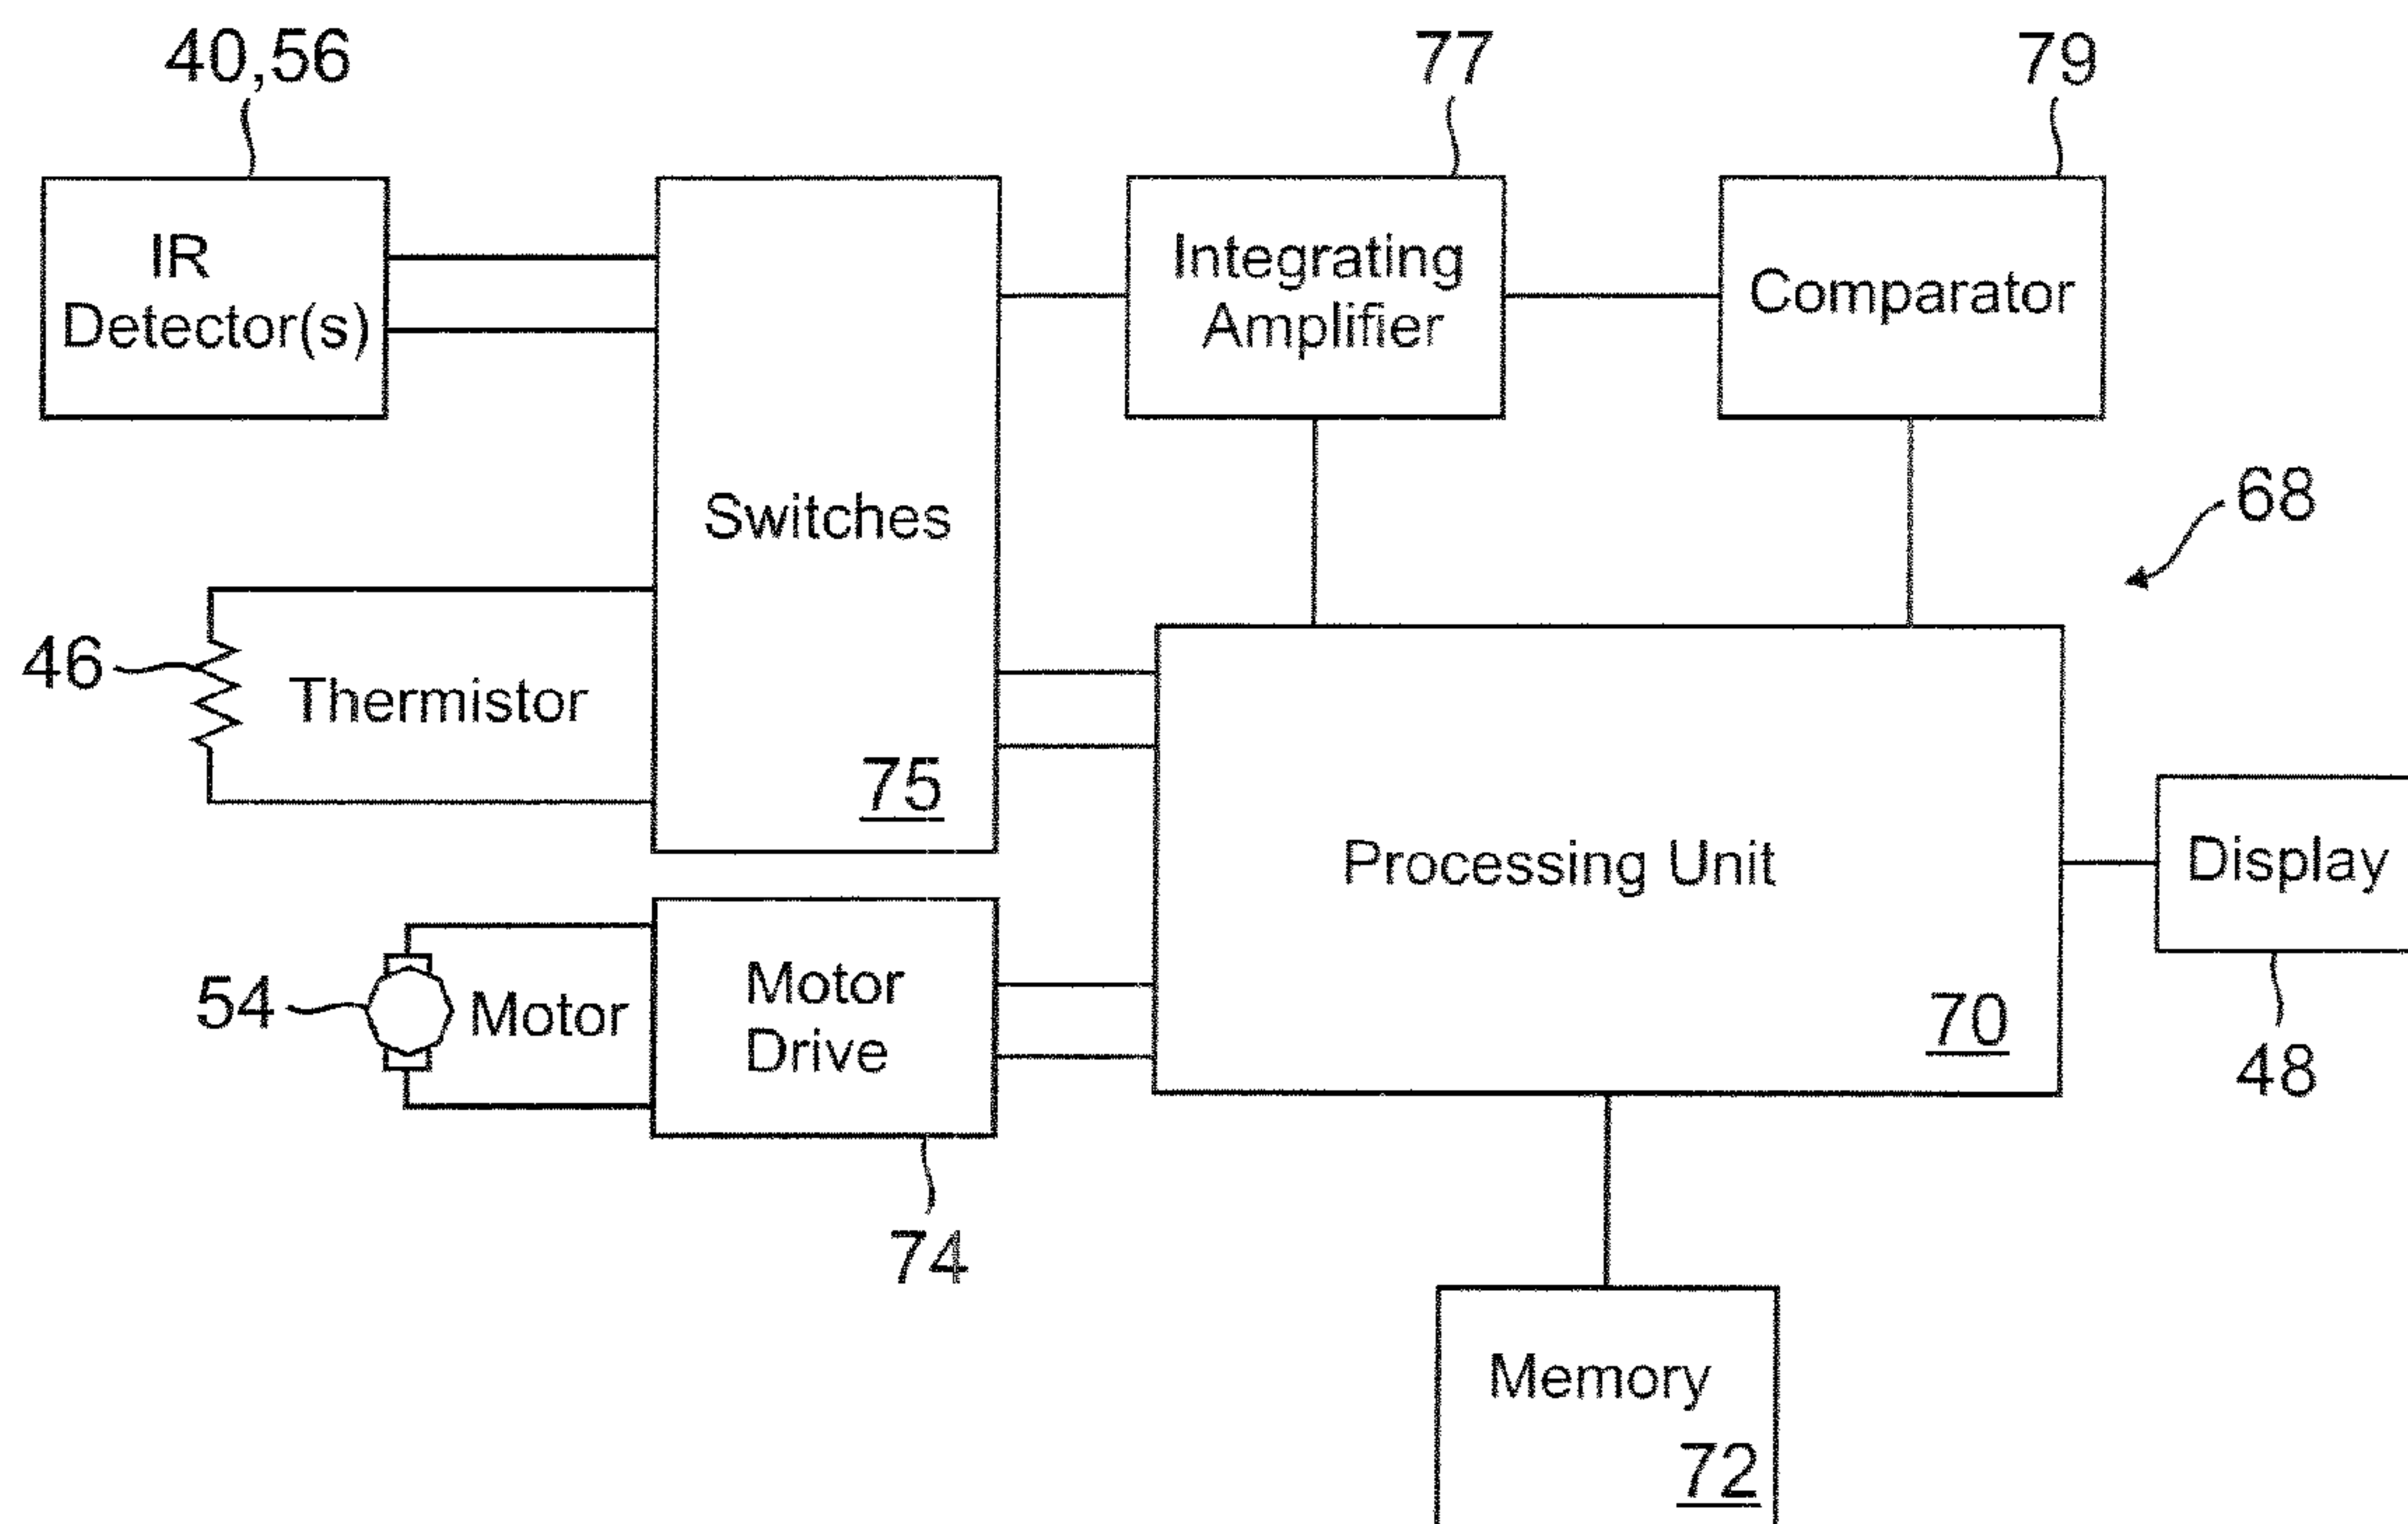 40,56
77
79
IR
Detector(s)
Switches
75
Integrating
Amplifier
Comparator
68
46
Thermistor
Processing Unit
70
Display
48
54
Motor
Motor
Drive
74
Memory
72